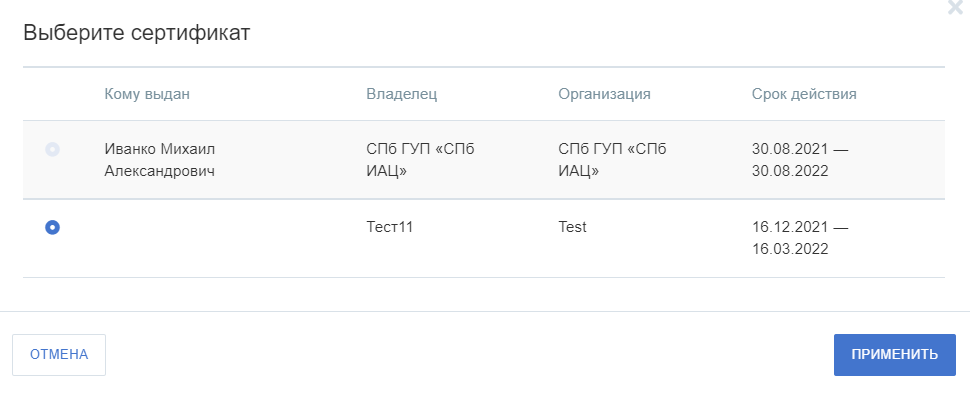 Выберите сертификат
Кому выдан Владелец Организация Срок действия
Иванко Михаил СПб ГУП «СПб СПб ГУП «СПб 30.08.2021 —
Александрович ИАЦ» ИАЦ» 30.08.2022
Тест11 Test 16.12.2021 —
16.03.2022
ОТМЕНА ПРИМЕНИТЬ